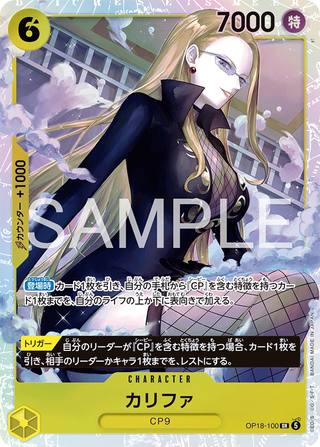 6
7000
特
カウンター +1000
SAMPLE
登場時 カード1枚を引き、自分の手札から「CP」を含む特徴を持つカー
ド1枚までを、自分のライフの上か下に表向きで加える。
トリガー 自分のリーダーが「CP」を含む特徴を持つ場合、カード1枚を
引き、相手のリーダーかキャラ1枚までを、レストにする。
CHARACTER
カリファ
CP9
OP18-100 SR 5